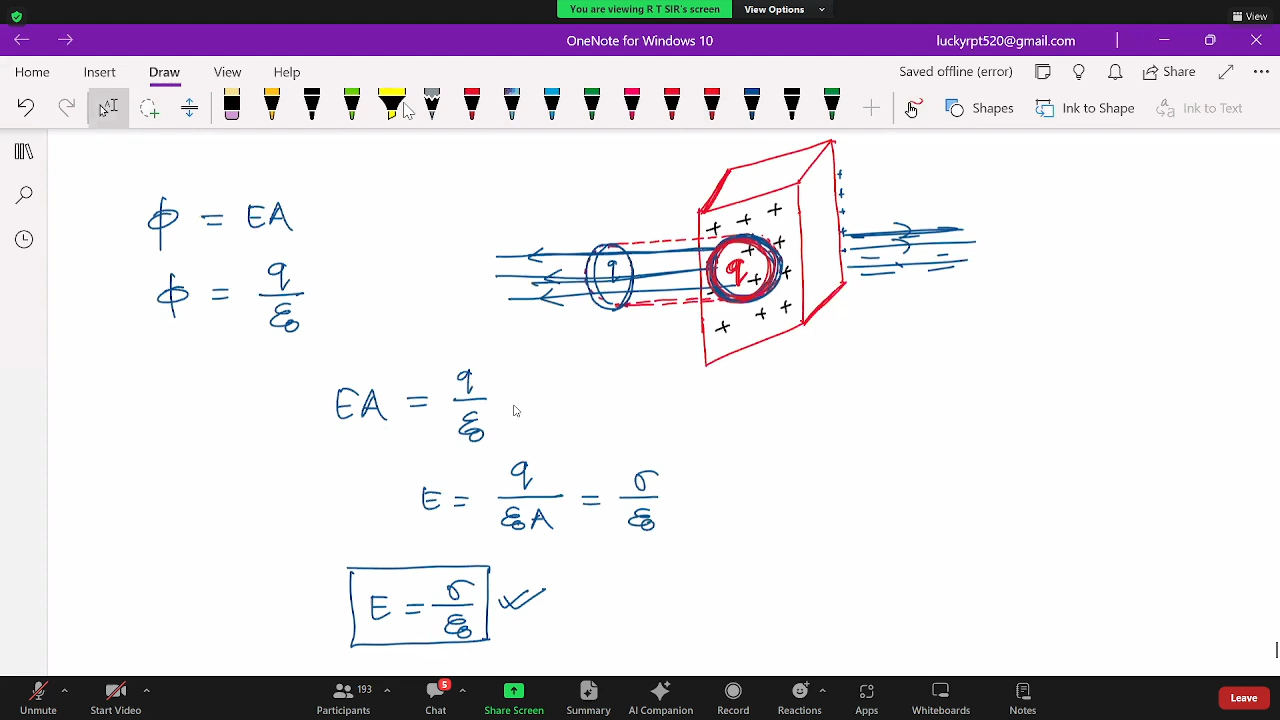 You are viewing R T SIR's screen
View Options
View
OneNote for Windows 10
luckyrpt520@gmail.com
Home Insert Draw View Help
Saved offline (error)
Share
Shapes
Ink to Shape
Ink to Text
ϕ = EA
ϕ = q/ε₀
q
q
+ + +
+ +
+ +
+ + +
+
+
+
+
+
EA = q/ε₀
E = q/ε₀A = σ/ε₀
E = σ/ε₀
Unmute
Start Video
193
Participants
5
Chat
Share Screen
Summary
AI Companion
Record
Reactions
Apps
Whiteboards
Notes
Leave